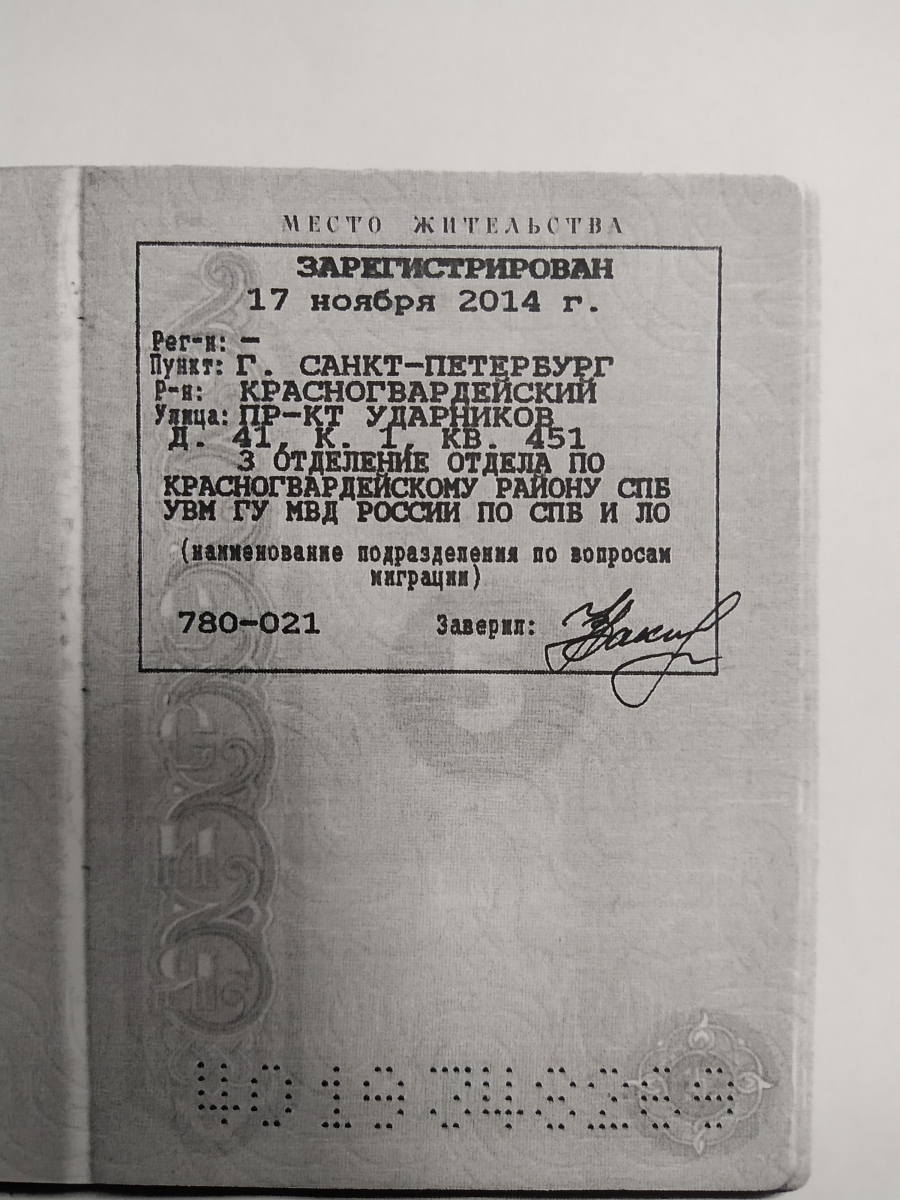 МЕСТО ЖИТЕЛЬСТВА
ЗАРЕГИСТРИРОВАН
17 ноября 2014 г.
Рег-н: –
Пункт: Г. САНКТ-ПЕТЕРБУРГ
Р-н: КРАСНОГВАРДЕЙСКИЙ
Улица: ПР-КТ УДАРНИКОВ
Д. 41, К. 1, КВ. 451
3 ОТДЕЛЕНИЕ ОТДЕЛА ПО
КРАСНОГВАРДЕЙСКОМУ РАЙОНУ СПБ
УВМ ГУ МВД РОССИИ ПО СПБ И ЛО
(наименование подразделения по вопросам
миграции)
780-021 Заверил: